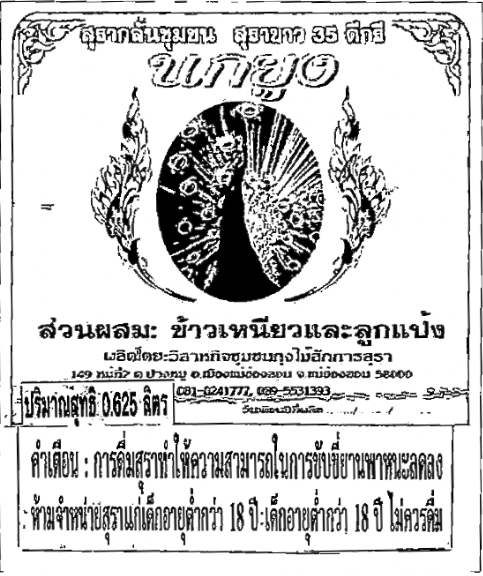 สุรากลั่นชุมชน สุราขาว 35 ดีกรี
นกยูง
ส่วนผสม: ข้าวเหนียวและลูกแป้ง
ผลิตโดย:วิสาหกิจชุมชนทุ่งไม้สักการสุรา
149 หมู่ที่2 ต.ปางหมู อ.เมืองแม่ฮ่องสอน จ.แม่ฮ่องสอน 58000
081-0241777, 089-5531393
ปริมาณสุทธิ 0.625 ลิตร
วันเดือนปีที่ผลิต ....../....../......
คำเตือน : การดื่มสุราทำให้ความสามารถในการขับขี่ยานพาหนะลดลง
ห้ามจำหน่ายสุราแก่เด็กอายุต่ำกว่า 18 ปี:เด็กอายุต่ำกว่า 18 ปี ไม่ควรดื่ม